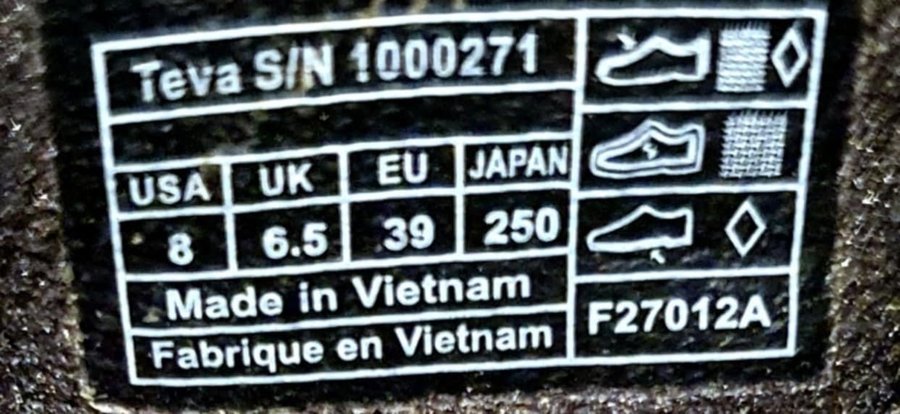 Teva S/N 1000271
USA UK EU JAPAN
8 6.5 39 250
Made in Vietnam
Fabrique en Vietnam
F27012A